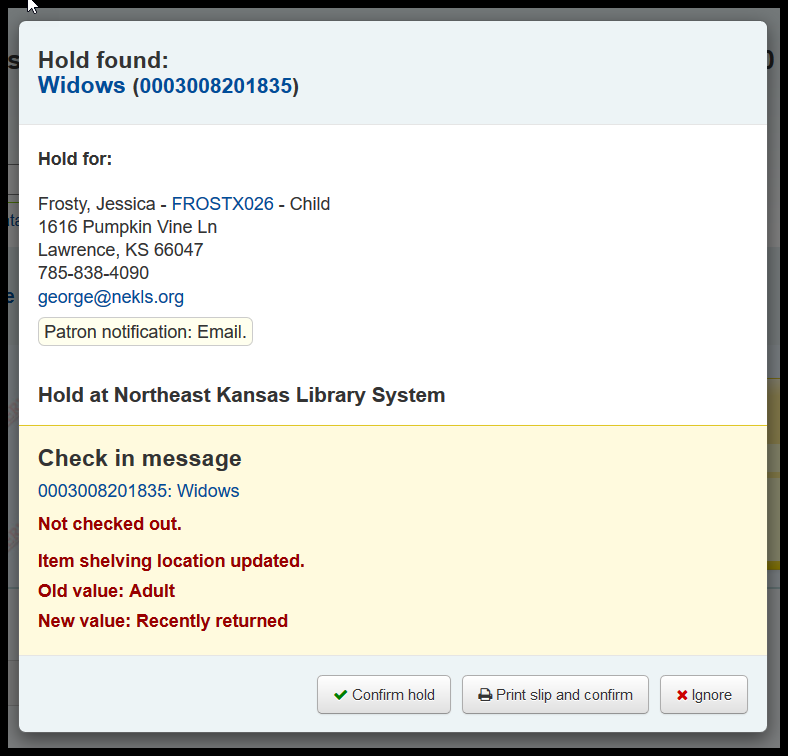 Hold found:
Widows (0003008201835)
Hold for:
Frosty, Jessica - FROSTX026 - Child
1616 Pumpkin Vine Ln
Lawrence, KS 66047
785-838-4090
george@nekls.org
Patron notification: Email.
Hold at Northeast Kansas Library System
Check in message
0003008201835: Widows
Not checked out.
Item shelving location updated.
Old value: Adult
New value: Recently returned
Confirm hold
Print slip and confirm
Ignore